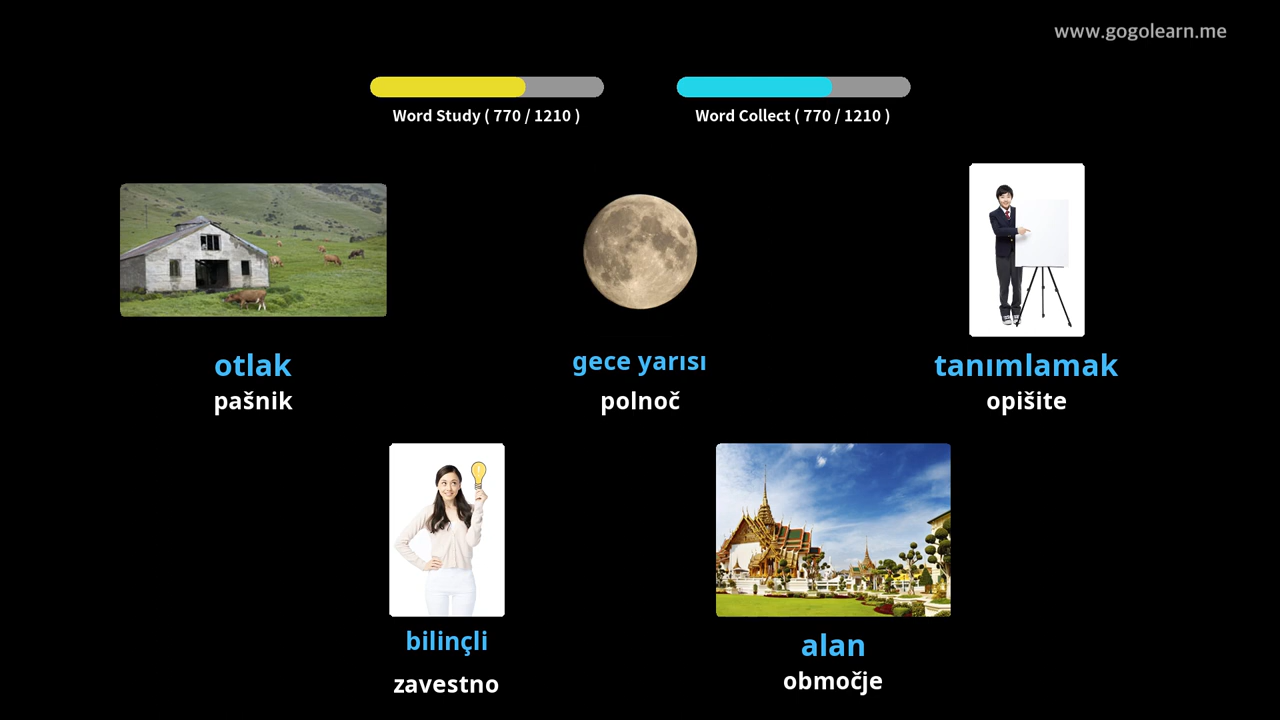 www.gogolearn.me
Word Study ( 770 / 1210 )
Word Collect ( 770 / 1210 )
otlak
pašnik
gece yarısı
polnoč
tanımlamak
opišite
bilinçli
zavestno
alan
območje